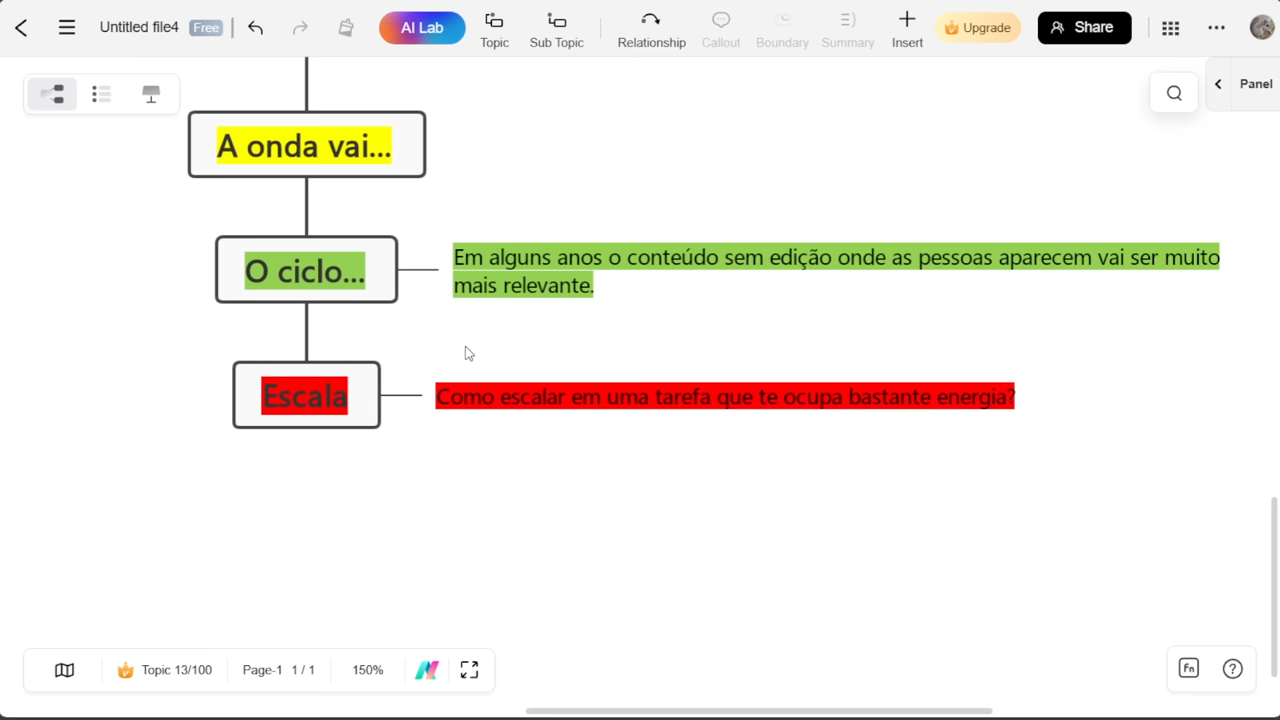 Untitled file4
Free
AI Lab
Topic
Sub Topic
Relationship
Callout
Boundary
Summary
Insert
Upgrade
Share
Panel
A onda vai...
O ciclo...
Em alguns anos o conteúdo sem edição onde as pessoas aparecem vai ser muito
mais relevante.
Escala
Como escalar em uma tarefa que te ocupa bastante energia?
Topic 13/100
Page-1 1 / 1
150%
Fn